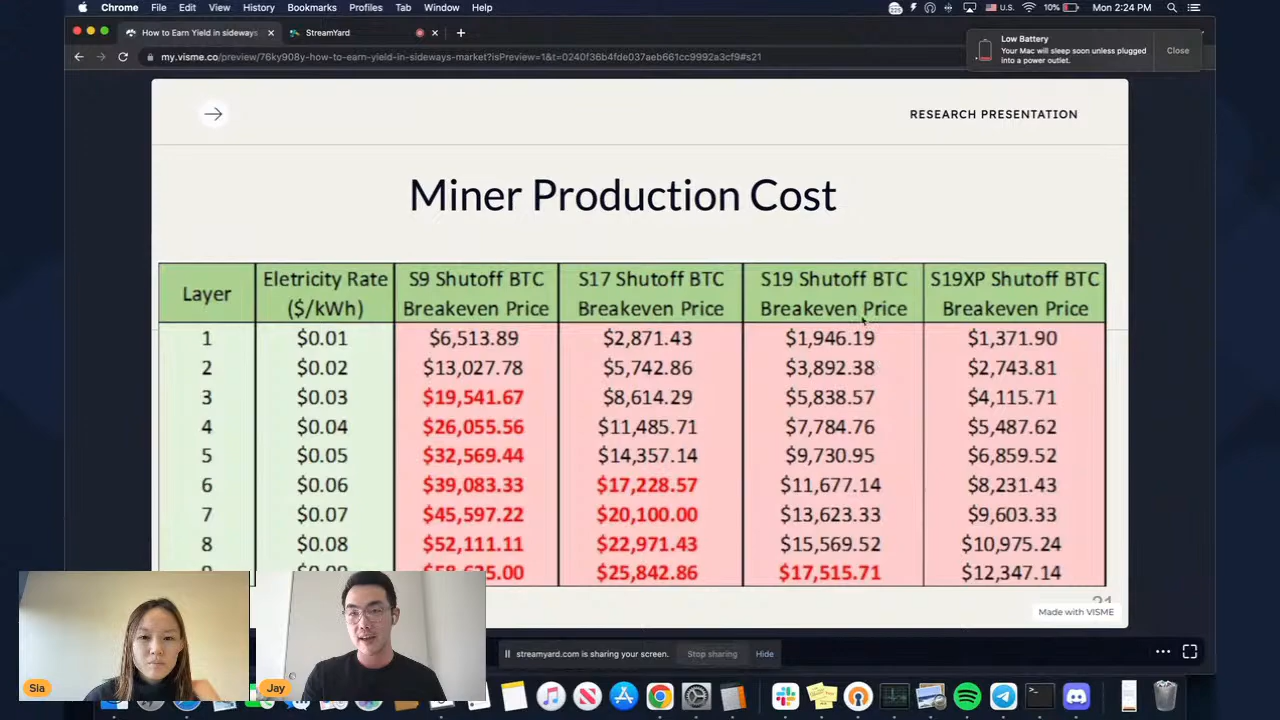 Chrome File Edit View History Bookmarks Profiles Tab Window Help U.S. 10% Mon 2:24 PM
How to Earn Yield in sideways StreamYard
my.visme.co/preview/76ky908y-how-to-earn-yield-in-sideways-market?isPreview=1&t=0240f36b4fde037aeb661cc9992a3cf9#s21
Low Battery
Your Mac will sleep soon unless plugged
into a power outlet.
Close
RESEARCH PRESENTATION
Miner Production Cost
Layer Eletricity Rate ($/kWh) S9 Shutoff BTC Breakeven Price S17 Shutoff BTC Breakeven Price S19 Shutoff BTC Breakeven Price S19XP Shutoff BTC Breakeven Price
1 $0.01 $6,513.89 $2,871.43 $1,946.19 $1,371.90
2 $0.02 $13,027.78 $5,742.86 $3,892.38 $2,743.81
3 $0.03 $19,541.67 $8,614.29 $5,838.57 $4,115.71
4 $0.04 $26,055.56 $11,485.71 $7,784.76 $5,487.62
5 $0.05 $32,569.44 $14,357.14 $9,730.95 $6,859.52
6 $0.06 $39,083.33 $17,228.57 $11,677.14 $8,231.43
7 $0.07 $45,597.22 $20,100.00 $13,623.33 $9,603.33
8 $0.08 $52,111.11 $22,971.43 $15,569.52 $10,975.24
$25,842.86 $17,515.71 $12,347.14
Made with VISME
streamyard.com is sharing your screen. Stop sharing Hide
Sia
Jay